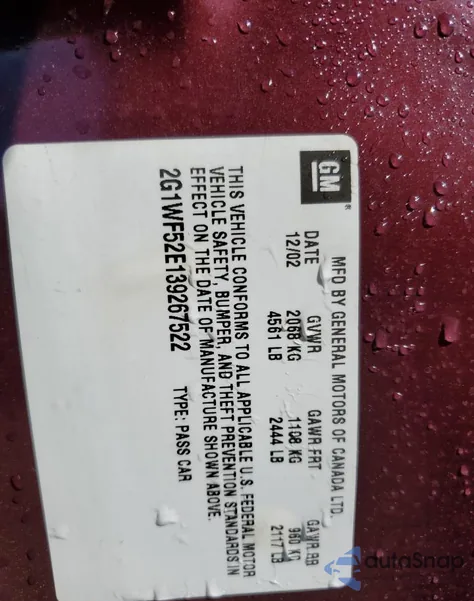 GM®
MFD BY GENERAL MOTORS OF CANADA LTD.
DATE GVWR GAWR FRT GAWR RR
12/02 2068 KG 1108 KG 960 KG
4561 LB 2444 LB 2117 LB
THIS VEHICLE CONFORMS TO ALL APPLICABLE U.S. FEDERAL MOTOR
VEHICLE SAFETY, BUMPER, AND THEFT PREVENTION STANDARDS IN
EFFECT ON THE DATE OF MANUFACTURE SHOWN ABOVE.
2G1WF52E139267522 TYPE: PASS CAR
autoSnap